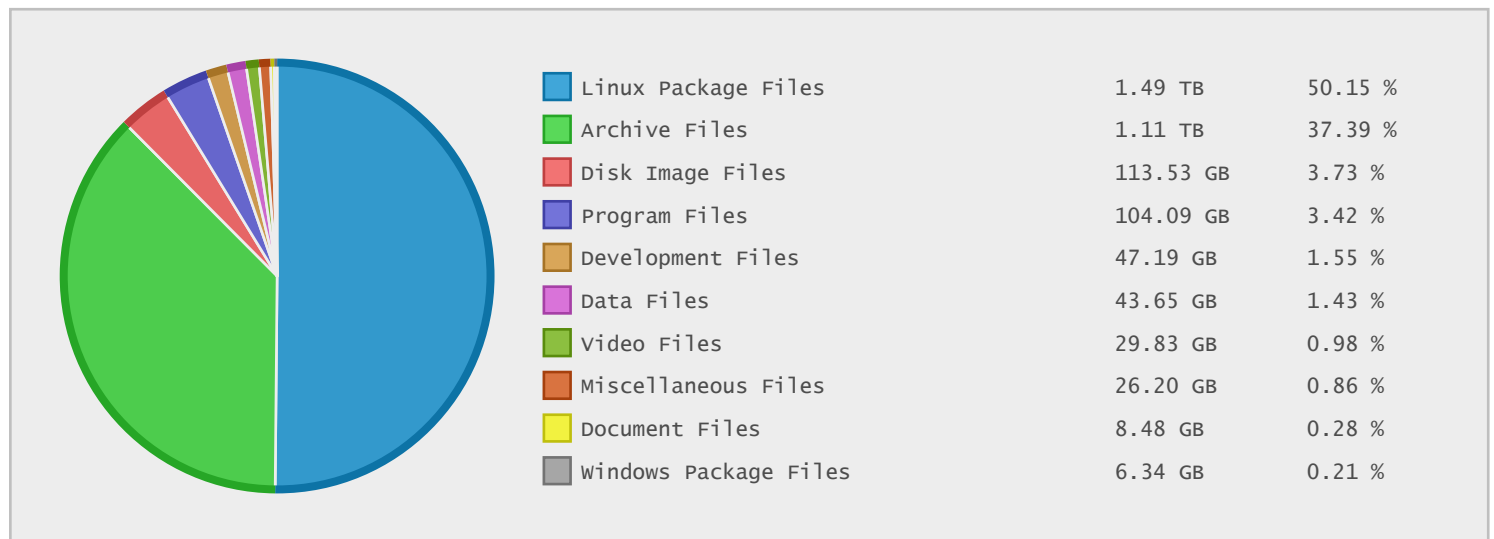 Linux Package Files 1.49 TB 50.15 %
Archive Files 1.11 TB 37.39 %
Disk Image Files 113.53 GB 3.73 %
Program Files 104.09 GB 3.42 %
Development Files 47.19 GB 1.55 %
Data Files 43.65 GB 1.43 %
Video Files 29.83 GB 0.98 %
Miscellaneous Files 26.20 GB 0.86 %
Document Files 8.48 GB 0.28 %
Windows Package Files 6.34 GB 0.21 %